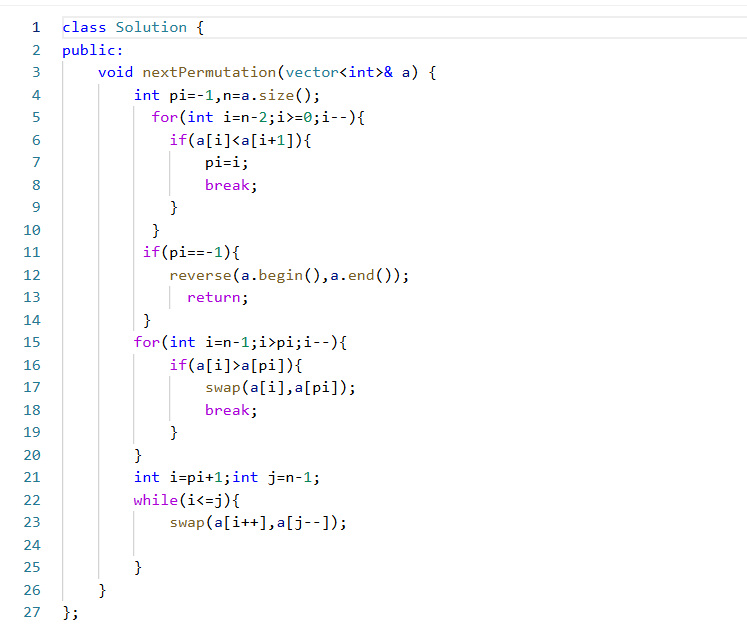 1 class Solution {
2 public:
3     void nextPermutation(vector<int>& a) {
4         int pi=-1,n=a.size();
5           for(int i=n-2;i>=0;i--){
6             if(a[i]<a[i+1]){
7                 pi=i;
8                 break;
9             }
10           }
11          if(pi==-1){
12             reverse(a.begin(),a.end());
13               return;
14          }
15         for(int i=n-1;i>pi;i--){
16             if(a[i]>a[pi]){
17                 swap(a[i],a[pi]);
18                 break;
19             }
20         }
21         int i=pi+1;int j=n-1;
22         while(i<=j){
23             swap(a[i++],a[j--]);
24
25         }
26     }
27 };